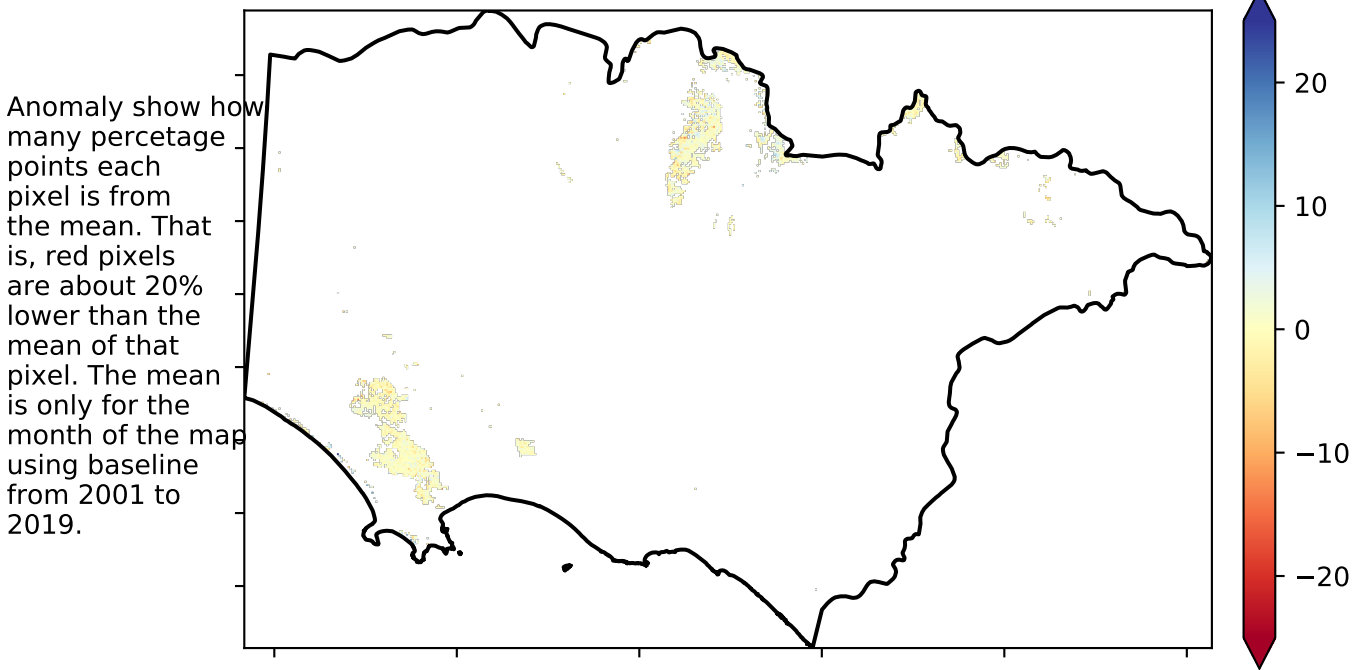 Anomaly show how
many percetage
points each
pixel is from
the mean. That
is, red pixels
are about 20%
lower than the
mean of that
pixel. The mean
is only for the
month of the map
using baseline
from 2001 to
2019.
20
10
0
−10
−20